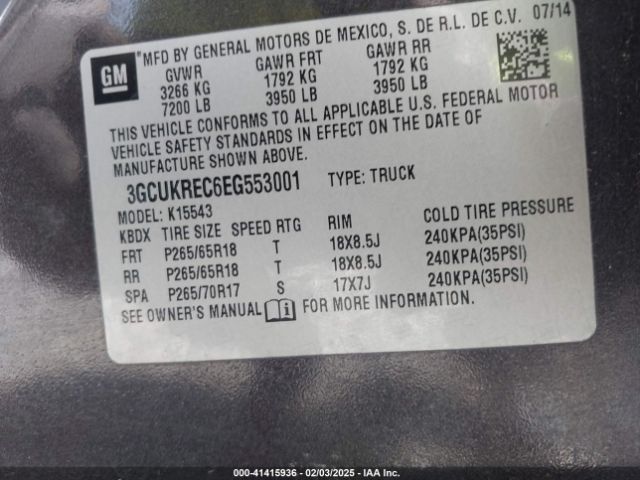 GM
*MFD BY GENERAL MOTORS DE MEXICO, S. DE R.L. DE C.V. 07/14
GVWR GAWR FRT GAWR RR
3266 KG 1792 KG 1792 KG
7200 LB 3950 LB 3950 LB
THIS VEHICLE CONFORMS TO ALL APPLICABLE U.S. FEDERAL MOTOR
VEHICLE SAFETY STANDARDS IN EFFECT ON THE DATE OF
MANUFACTURE SHOWN ABOVE.
3GCUKREC6EG553001 TYPE: TRUCK
MODEL: K15543
KBDX TIRE SIZE SPEED RTG RIM COLD TIRE PRESSURE
FRT P265/65R18 T 18X8.5J 240KPA(35PSI)
RR P265/65R18 T 18X8.5J 240KPA(35PSI)
SPA P265/70R17 S 17X7J 240KPA(35PSI)
SEE OWNER'S MANUAL i FOR MORE INFORMATION.
000-41415936 - 02/03/2025 - IAA Inc.